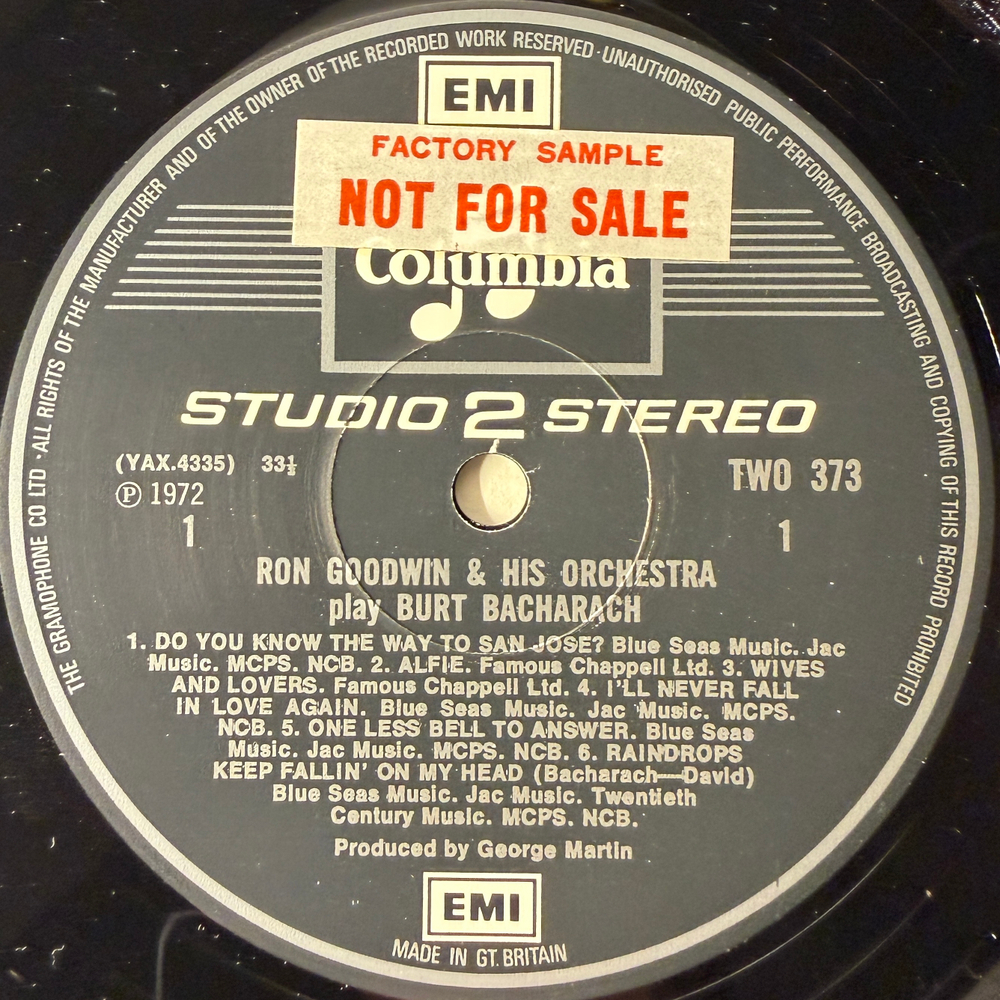 THE GRAMOPHONE CO LTD · ALL RIGHTS OF THE MANUFACTURER AND OF THE OWNER OF THE RECORDED WORK RESERVED · UNAUTHORISED PUBLIC PERFORMANCE BROADCASTING AND COPYING OF THIS RECORD PROHIBITED
EMI
FACTORY SAMPLE
NOT FOR SALE
Columbia
STUDIO 2 STEREO
(YAX.4335) 33⅓
℗ 1972
TWO 373
1
1
RON GOODWIN & HIS ORCHESTRA
play BURT BACHARACH
1. DO YOU KNOW THE WAY TO SAN JOSE? Blue Seas Music. Jac
Music. MCPS. NCB. 2. ALFIE. Famous Chappell Ltd. 3. WIVES
AND LOVERS. Famous Chappell Ltd. 4. I'LL NEVER FALL
IN LOVE AGAIN. Blue Seas Music. Jac Music. MCPS.
NCB. 5. ONE LESS BELL TO ANSWER. Blue Seas
Music. Jac Music. MCPS. NCB. 6. RAINDROPS
KEEP FALLIN' ON MY HEAD (Bacharach—David)
Blue Seas Music. Jac Music. Twentieth
Century Music. MCPS. NCB.
Produced by George Martin
EMI
MADE IN GT. BRITAIN